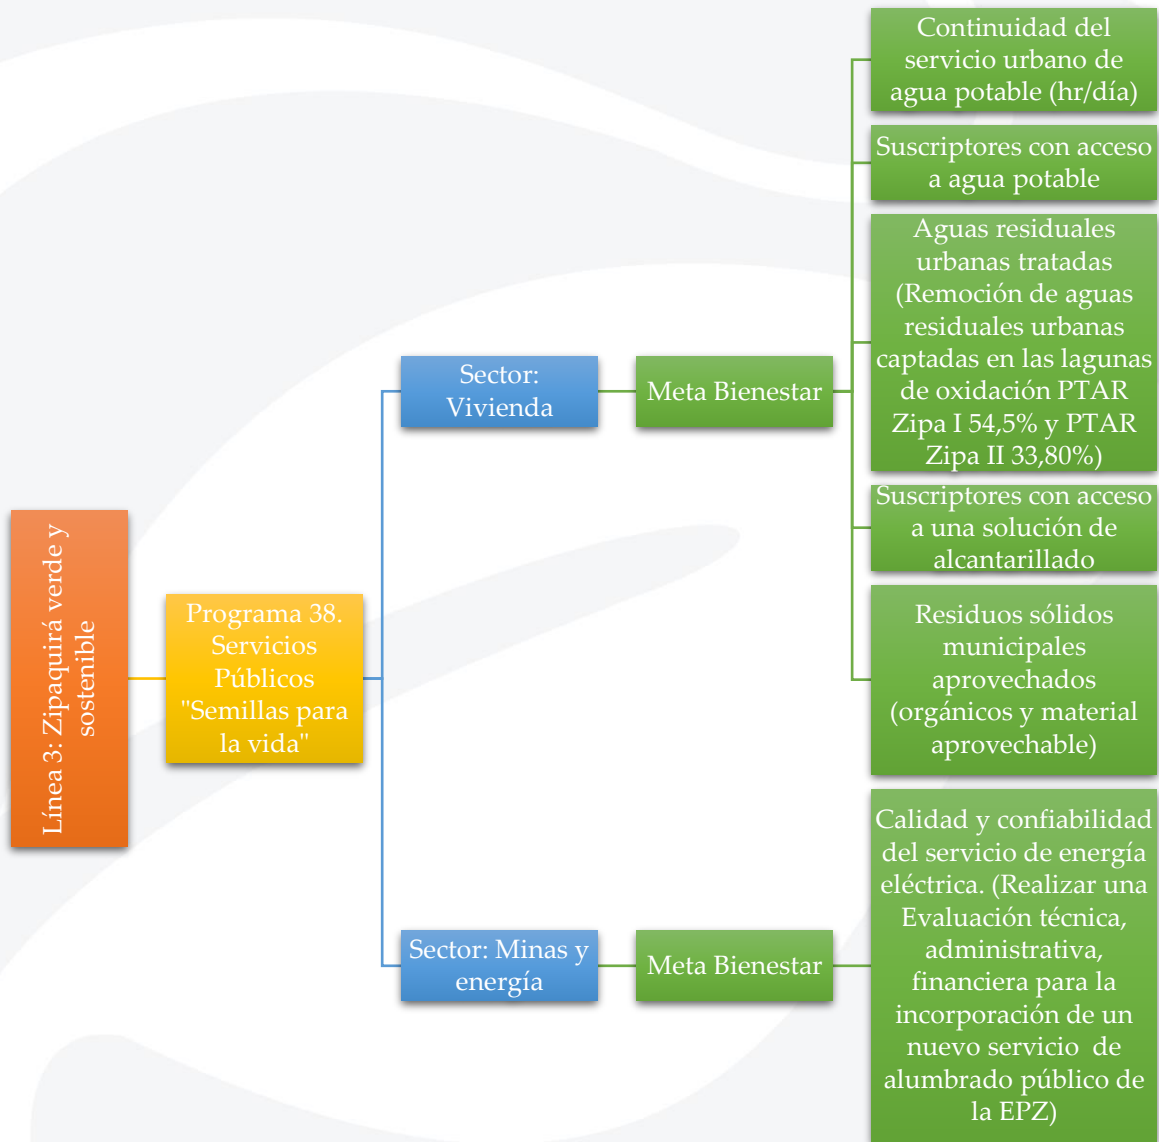 Línea 3: Zipaquirá verde y
sostenible
Programa 38.
Servicios
Públicos
"Semillas para
la vida"
Sector:
Vivienda
Meta Bienestar
Continuidad del
servicio urbano de
agua potable (hr/día)
Suscriptores con acceso
a agua potable
Aguas residuales
urbanas tratadas
(Remoción de aguas
residuales urbanas
captadas en las lagunas
de oxidación PTAR
Zipa I 54,5% y PTAR
Zipa II 33,80%)
Suscriptores con acceso
a una solución de
alcantarillado
Residuos sólidos
municipales
aprovechados
(orgánicos y material
aprovechable)
Sector: Minas y
energía
Meta Bienestar
Calidad y confiabilidad
del servicio de energía
eléctrica. (Realizar una
Evaluación técnica,
administrativa,
financiera para la
incorporación de un
nuevo servicio de
alumbrado público de
la EPZ)